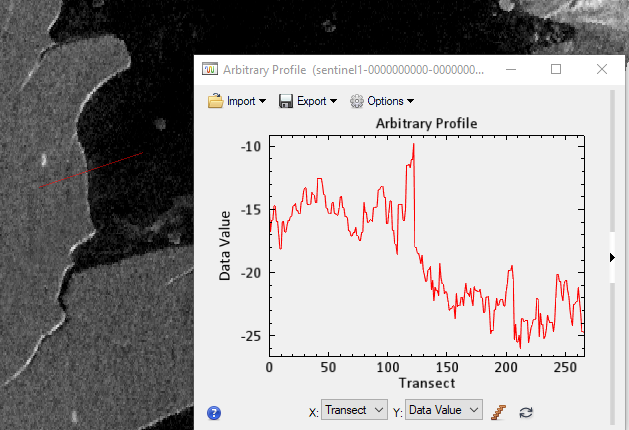 Arbitrary Profile (sentinel1-0000000000-0000000...
Import Export Options
Arbitrary Profile
-10
-15
-20
-25
Data Value
0 50 100 150 200 250
Transect
? X: Transect Y: Data Value